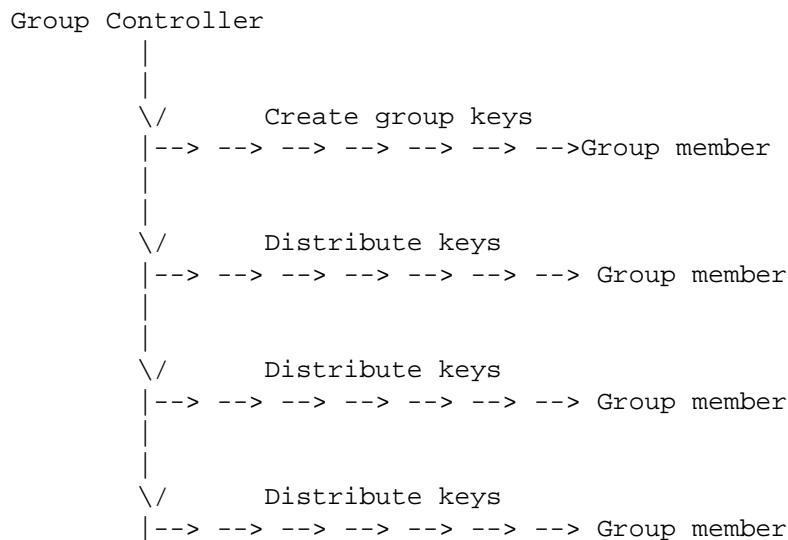 Group Controller
|
|
\/ Create group keys
|--> --> --> --> --> --> -->Group member
|
|
\/ Distribute keys
|--> --> --> --> --> --> --> Group member
|
|
\/ Distribute keys
|--> --> --> --> --> --> --> Group member
|
|
\/ Distribute keys
|--> --> --> --> --> --> --> Group member